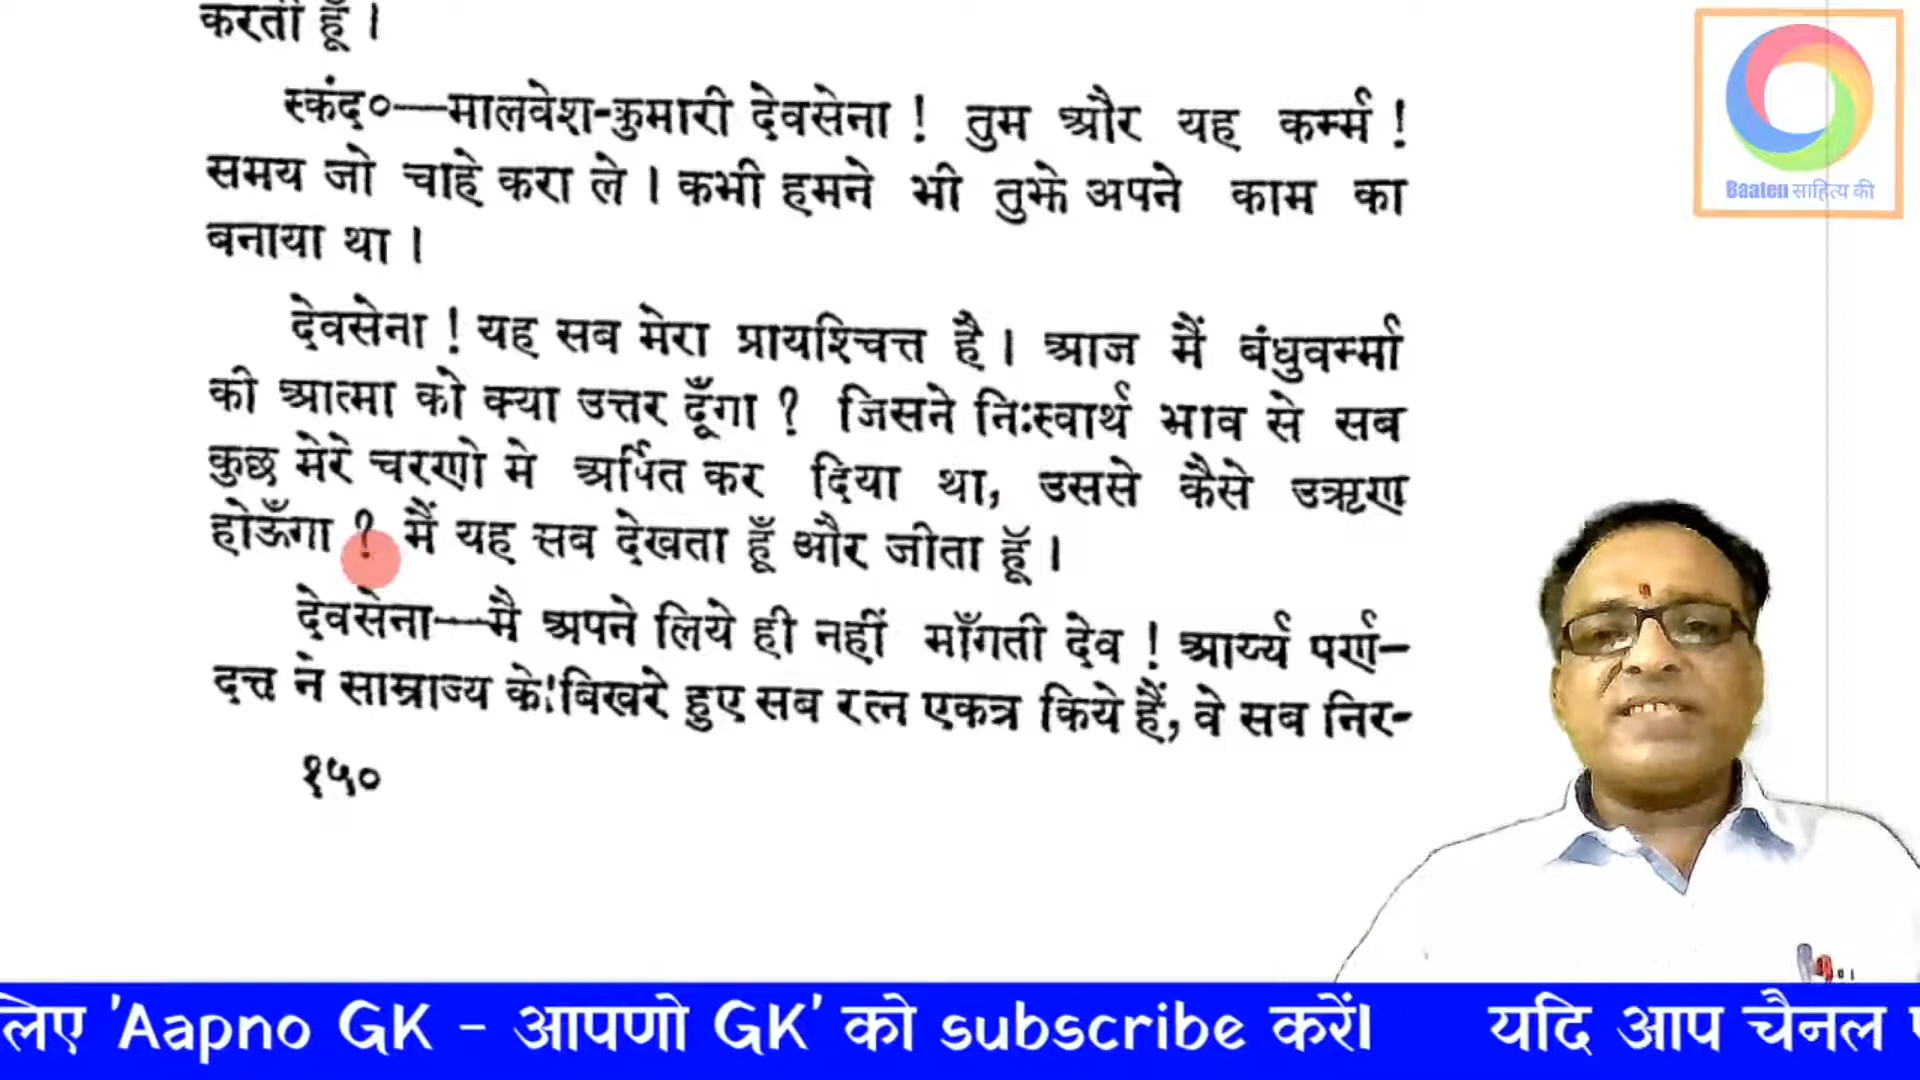 करती हूँ ।
स्कंद०—मालवेश-कुमारी देवसेना ! तुम और यह कर्म्म !
समय जो चाहे करा ले । कभी हमने भी तुझे अपने काम का
बनाया था ।
देवसेना ! यह सब मेरा प्रायश्चित्त है । आज मैं बंधुवर्म्मा
की आत्मा को क्या उत्तर दूँगा ? जिसने निःस्वार्थ भाव से सब
कुछ मेरे चरणो मे अर्पित कर दिया था, उससे कैसे उऋण
होऊँगा ? मैं यह सब देखता हूँ और जीता हूँ ।
देवसेना—मै अपने लिये ही नहीं माँगती देव ! आर्य्य पर्ण-
दत्त ने साम्राज्य के बिखरे हुए सब रत्न एकत्र किये हैं, वे सब निर-
१५०
Baaten साहित्य की
लिए 'Aapno GK - आपणो GK' को subscribe करें। यदि आप चैनल